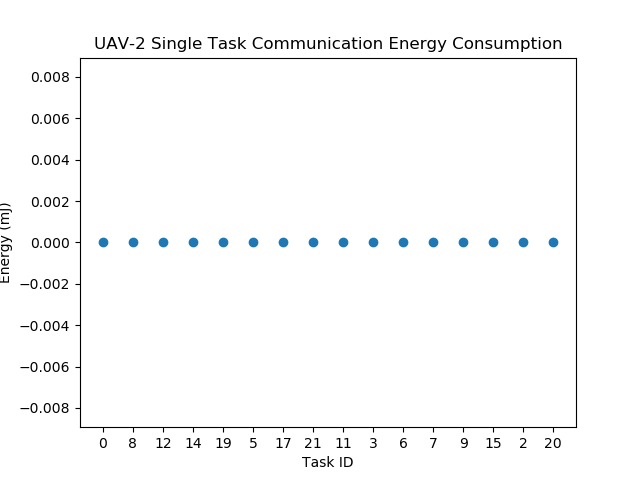 UAV-2 Single Task Communication Energy Consumption
0.008
0.006
0.004
0.002
0.000
−0.002
−0.004
−0.006
−0.008
Energy (mJ)
0 8 12 14 19 5 17 21 11 3 6 7 9 15 2 20
Task ID